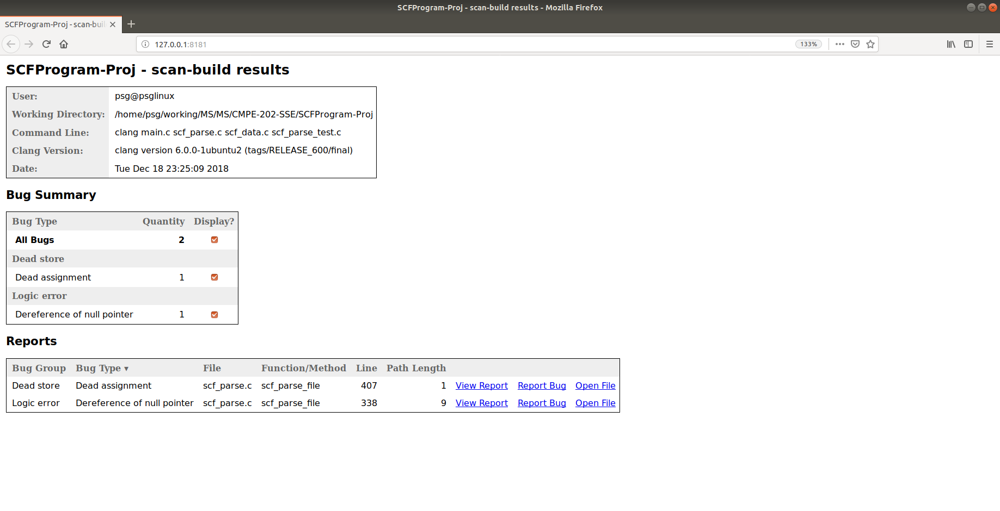 SCFProgram-Proj - scan-build results - Mozilla Firefox
SCFProgram-Proj - scan-buil
127.0.0.1:8181 133%
SCFProgram-Proj - scan-build results
User: psg@psglinux
Working Directory: /home/psg/working/MS/MS/CMPE-202-SSE/SCFProgram-Proj
Command Line: clang main.c scf_parse.c scf_data.c scf_parse_test.c
Clang Version: clang version 6.0.0-1ubuntu2 (tags/RELEASE_600/final)
Date: Tue Dec 18 23:25:09 2018
Bug Summary
Bug Type Quantity Display?
All Bugs 2
Dead store
Dead assignment 1
Logic error
Dereference of null pointer 1
Reports
Bug Group Bug Type ▾ File Function/Method Line Path Length
Dead store Dead assignment scf_parse.c scf_parse_file 407 1 View Report Report Bug Open File
Logic error Dereference of null pointer scf_parse.c scf_parse_file 338 9 View Report Report Bug Open File